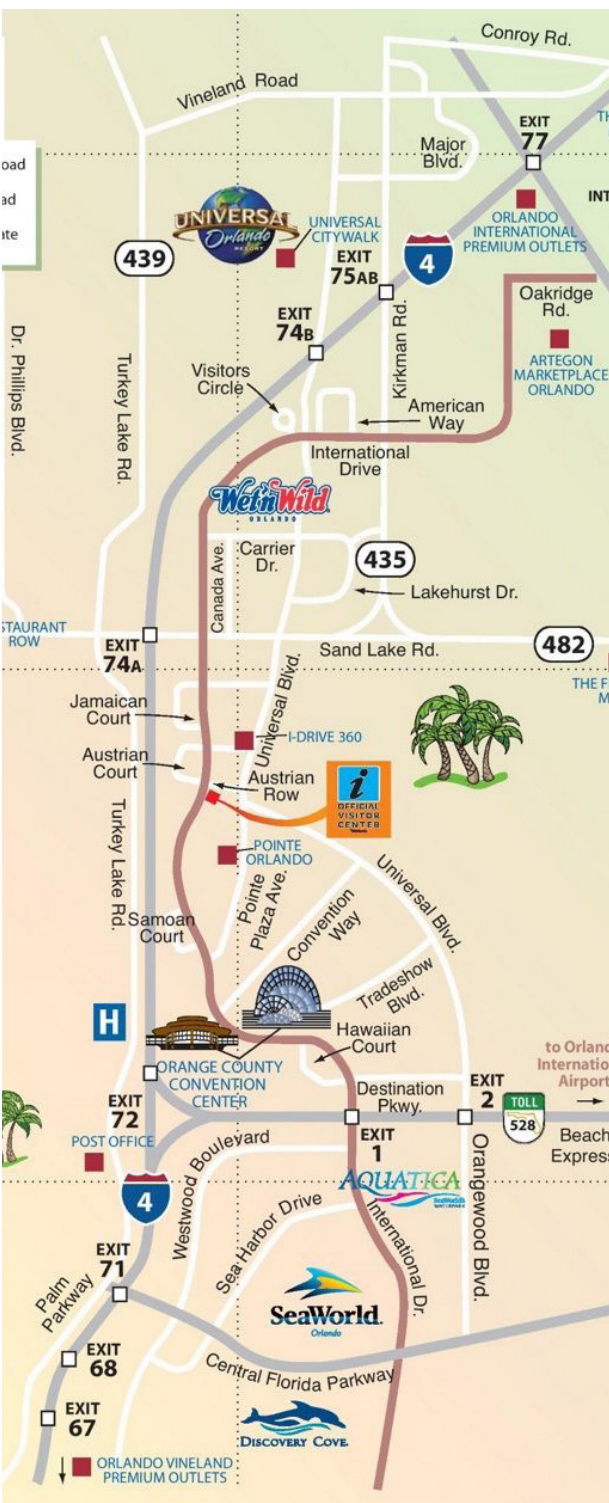 Conroy Rd.
Vineland Road
EXIT
77
Major
Blvd.
UNIVERSAL
Orlando
RESORT
UNIVERSAL
CITYWALK
ORLANDO
INTERNATIONAL
PREMIUM OUTLETS
439
EXIT
75AB
4
Oakridge
Rd.
EXIT
74B
Kirkman Rd.
Dr. Phillips Blvd.
Turkey Lake Rd.
Visitors
Circle
ARTEGON
MARKETPLACE
ORLANDO
American
Way
International
Drive
Wet'n Wild
ORLANDO
Canada Ave.
Carrier
Dr.
435
Lakehurst Dr.
ROW
EXIT
74A
Sand Lake Rd.
482
Jamaican
Court
Universal Blvd.
I-DRIVE 360
Austrian
Court
Austrian
Row
i
OFFICIAL
VISITOR
CENTER
Turkey Lake Rd.
POINTE
ORLANDO
Pointe
Plaza Ave.
Universal Blvd.
Convention
Way
Samoan
Court
Tradeshow
Blvd.
H
Hawaiian
Court
ORANGE COUNTY
CONVENTION
CENTER
Destination
Pkwy.
EXIT
2
TOLL
528
to Orlando
Internatio
Airport
Beach
Express
EXIT
72
POST OFFICE
EXIT
1
4
Westwood Boulevard
AQUATICA
SeaWorld's
WATERPARK
Orangewood Blvd.
Sea Harbor Drive
International Dr.
EXIT
71
Palm
Parkway
SeaWorld
Orlando
EXIT
68
Central Florida Parkway
EXIT
67
DISCOVERY COVE
ORLANDO VINELAND
PREMIUM OUTLETS